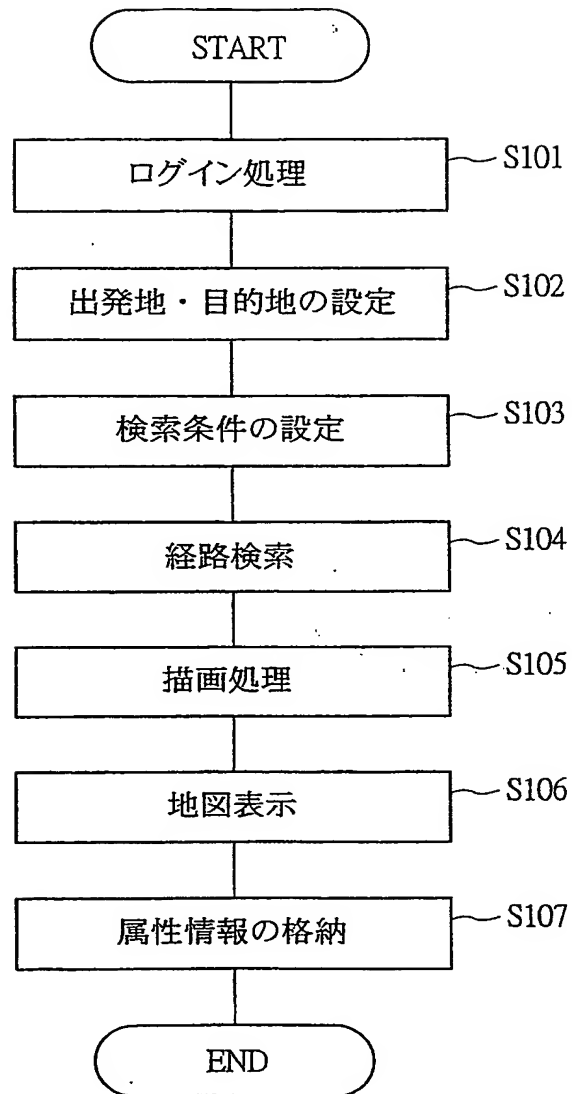 START
ログイン処理
S101
出発地・目的地の設定
S102
検索条件の設定
S103
経路検索
S104
描画処理
S105
地図表示
S106
属性情報の格納
S107
END